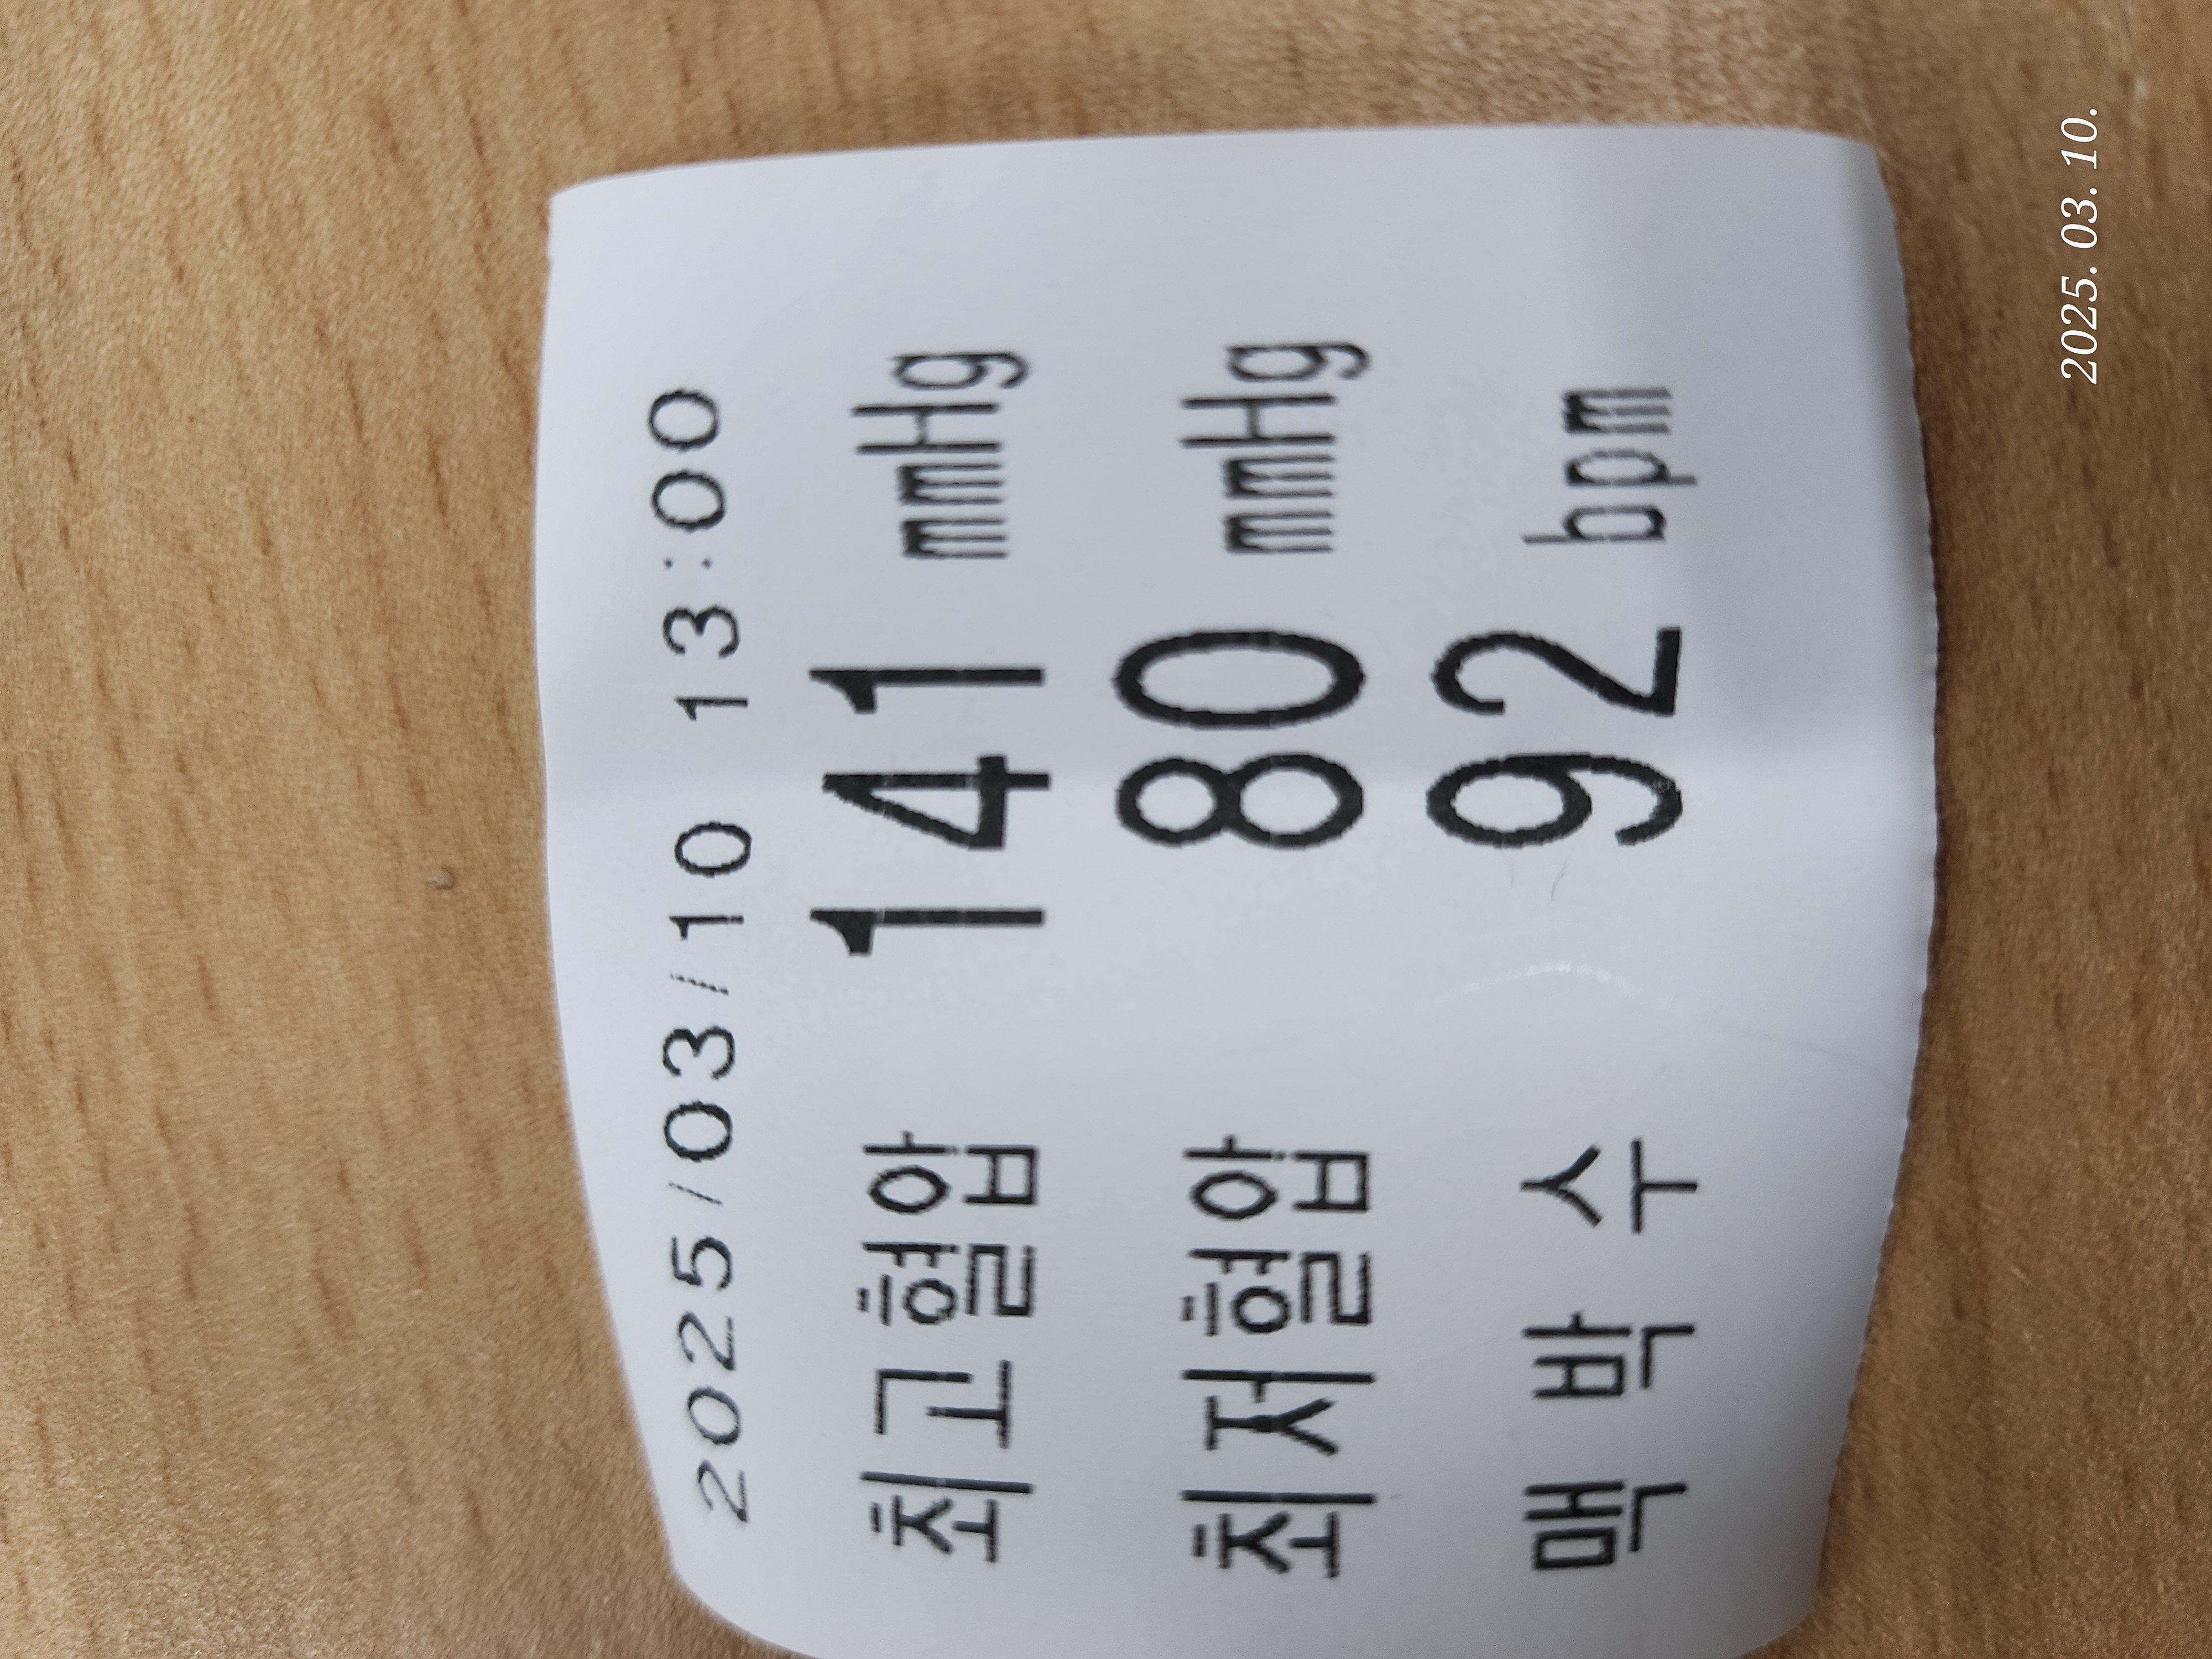 2025/03/10 13:00
최고혈압 141 mmHg
최저혈압 80 mmHg
맥박수 92 bpm
2025. 03. 10.